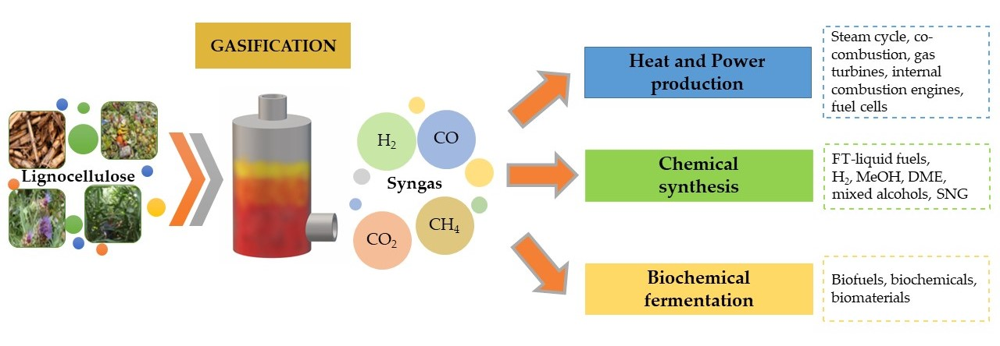 GASIFICATION
Lignocellulose
H₂
CO
Syngas
CO₂
CH₄
Heat and Power
production
Steam cycle, co-
combustion, gas
turbines, internal
combustion engines,
fuel cells
Chemical
synthesis
FT-liquid fuels,
H₂, MeOH, DME,
mixed alcohols, SNG
Biochemical
fermentation
Biofuels, biochemicals,
biomaterials